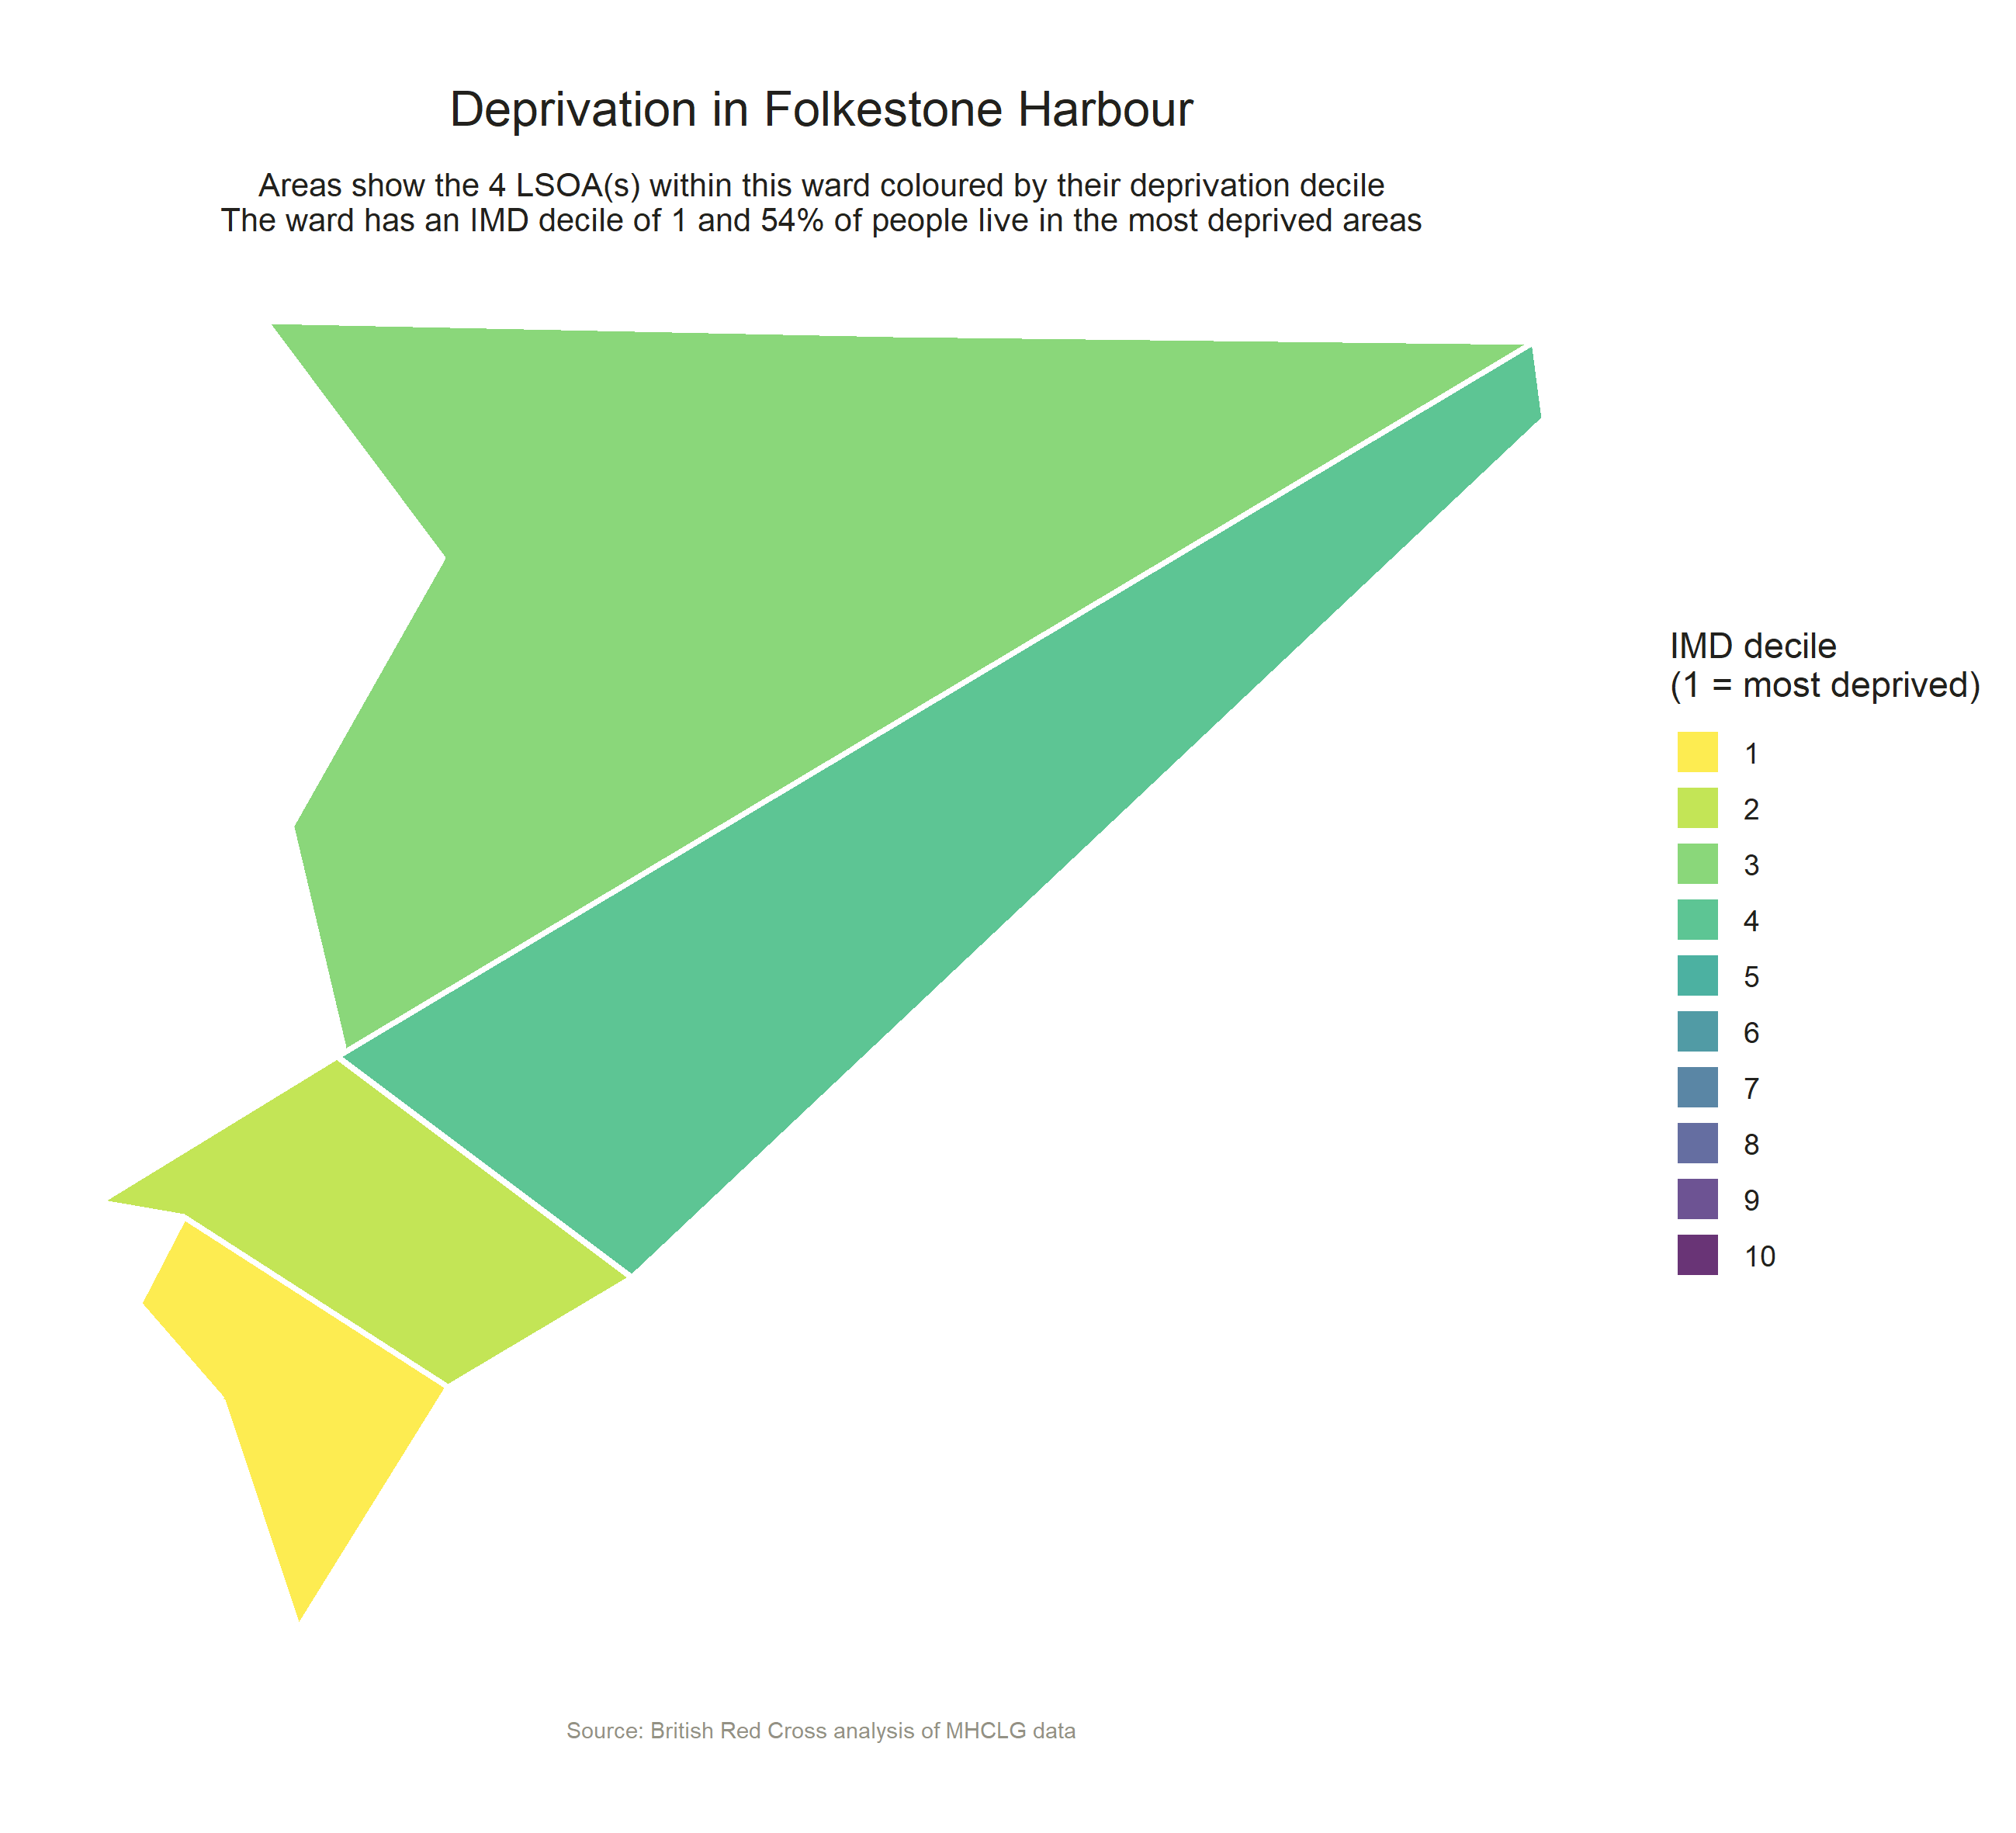 Deprivation in Folkestone Harbour
Areas show the 4 LSOA(s) within this ward coloured by their deprivation decile
The ward has an IMD decile of 1 and 54% of people live in the most deprived areas
IMD decile
(1 = most deprived)
1
2
3
4
5
6
7
8
9
10
Source: British Red Cross analysis of MHCLG data